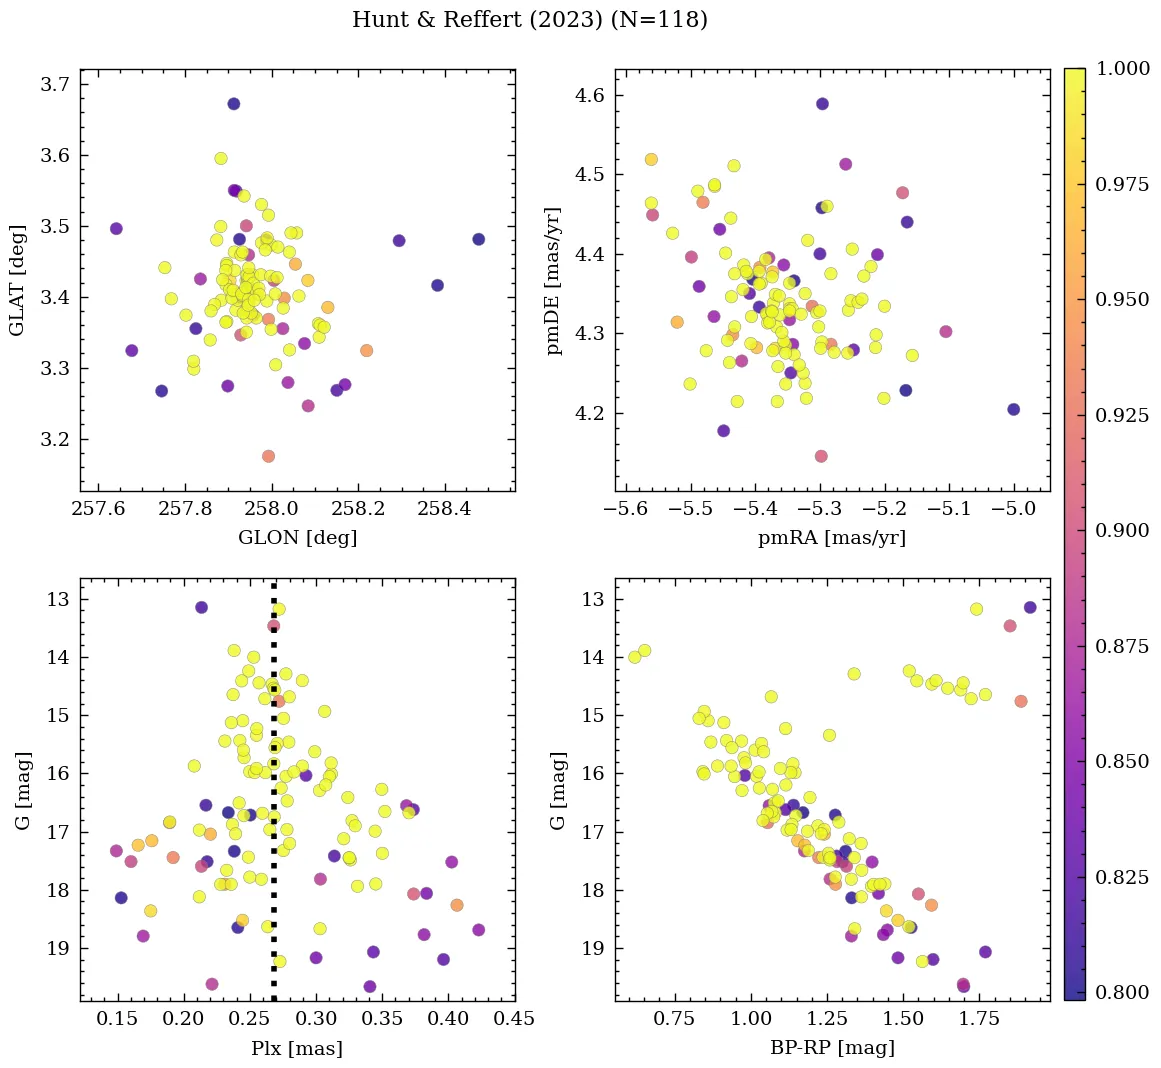 Hunt & Reffert (2023) (N=118)
3.7
3.6
3.5
3.4
3.3
3.2
GLAT [deg]
257.6 257.8 258.0 258.2 258.4
GLON [deg]
4.6
4.5
4.4
4.3
4.2
pmDE [mas/yr]
−5.6 −5.5 −5.4 −5.3 −5.2 −5.1 −5.0
pmRA [mas/yr]
13
14
15
16
17
18
19
G [mag]
0.15 0.20 0.25 0.30 0.35 0.40 0.45
Plx [mas]
13
14
15
16
17
18
19
G [mag]
0.75 1.00 1.25 1.50 1.75
BP-RP [mag]
1.000
0.975
0.950
0.925
0.900
0.875
0.850
0.825
0.800